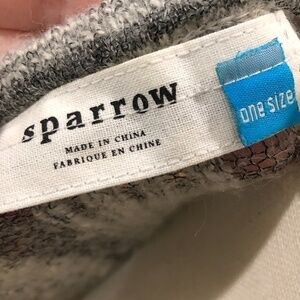 sparrow
MADE IN CHINA
FABRIQUE EN CHINE
one size